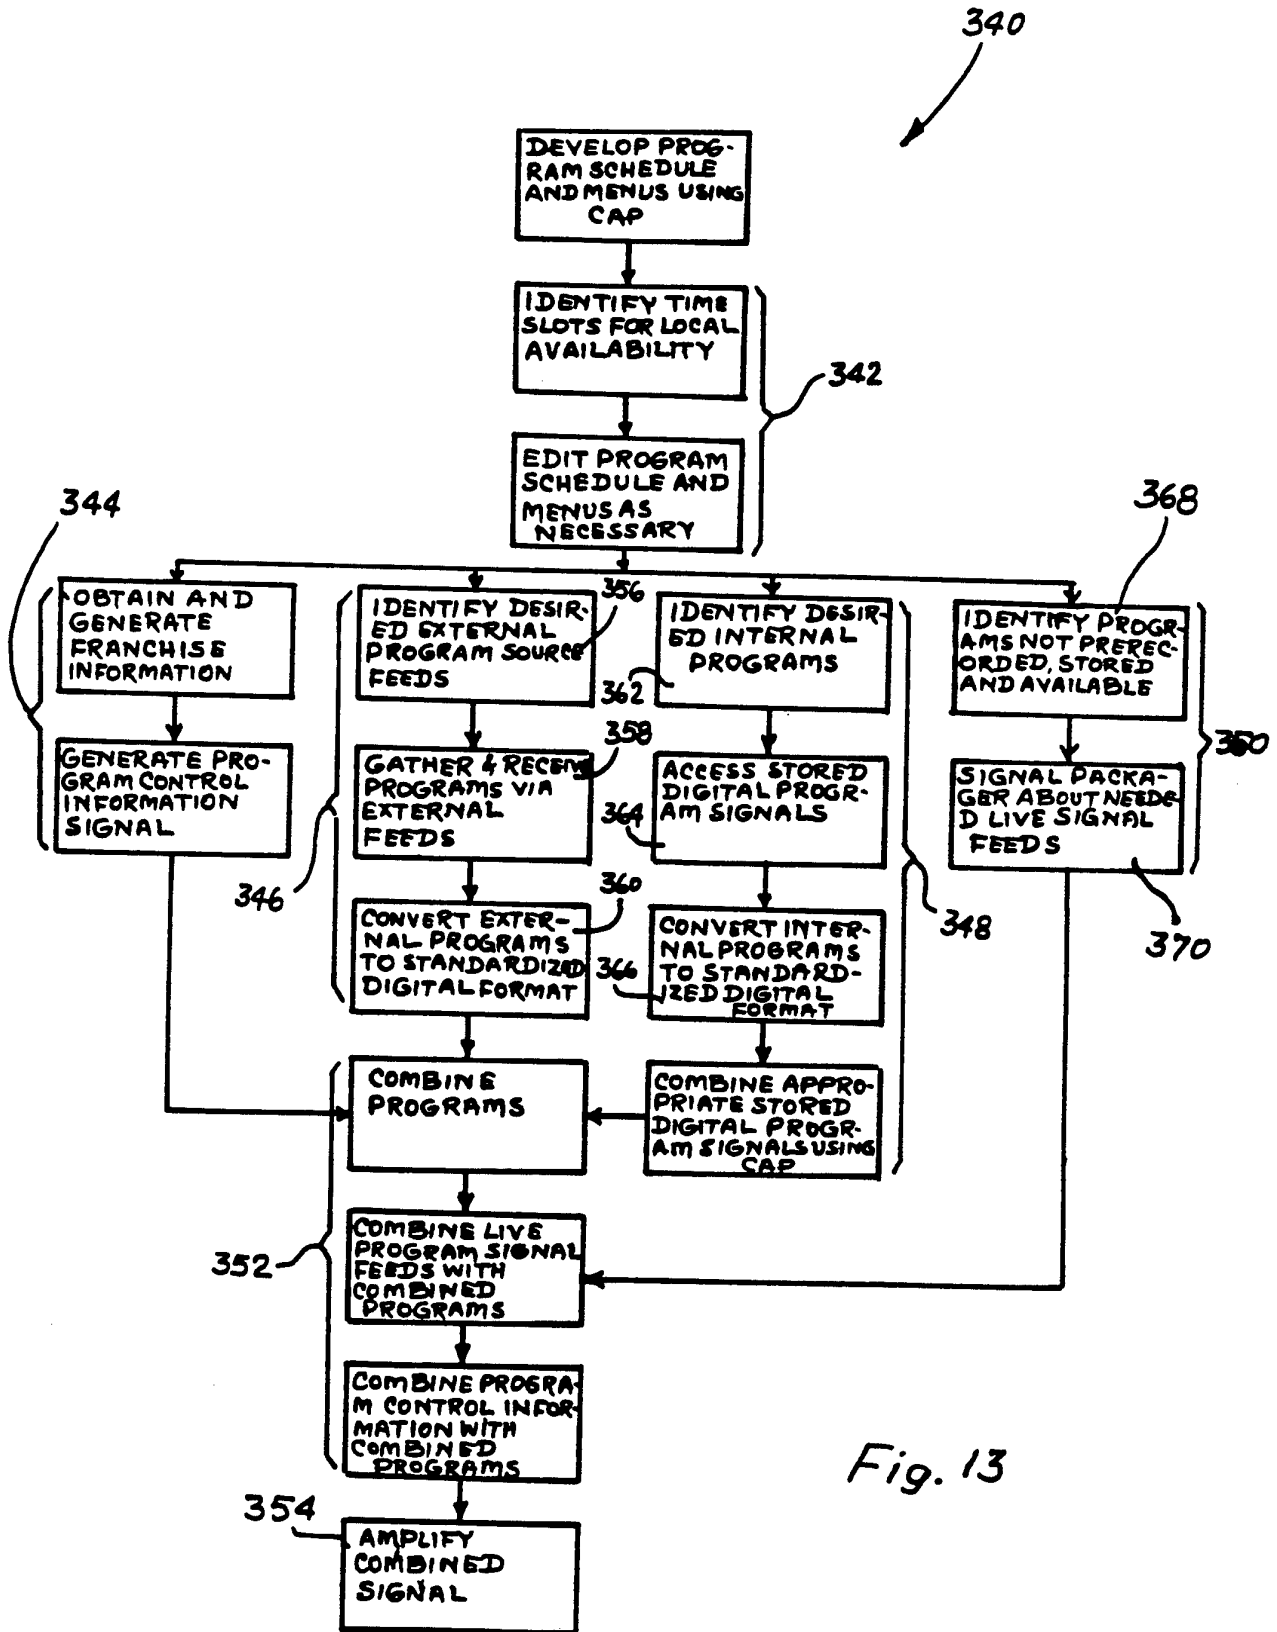 340
DEVELOP PROG-
RAM SCHEDULE
AND MENUS USING
CAP
IDENTIFY TIME
SLOTS FOR LOCAL
AVAILABILITY
342
EDIT PROGRAM
SCHEDULE AND
MENUS AS
NECESSARY
344
368
OBTAIN AND
GENERATE
FRANCHISE
INFORMATION
GENERATE PRO-
GRAM CONTROL
INFORMATION
SIGNAL
356
IDENTIFY DESIR-
ED EXTERNAL
PROGRAM SOURCE
FEEDS
358
GATHER & RECEIVE
PROGRAMS VIA
EXTERNAL
FEEDS
346
360
CONVERT EXTER-
NAL PROGRAMS
TO STANDARDIZED
DIGITAL FORMAT
IDENTIFY DESIR-
ED INTERNAL
PROGRAMS
362
ACCESS STORED
DIGITAL PROGR-
AM SIGNALS
364
CONVERT INTER-
NAL PROGRAMS
TO STANDARD-
IZED DIGITAL
FORMAT
366
348
COMBINE APPRO-
PRIATE STORED
DIGITAL PROGR-
AM SIGNALS USING
CAP
IDENTIFY PROGR-
AMS NOT PREREC-
ORDED, STORED
AND AVAILABLE
350
SIGNAL PACKA-
GER ABOUT NEEDE-
D LIVE SIGNAL
FEEDS
370
COMBINE
PROGRAMS
352
COMBINE LIVE
PROGRAM SIGNAL
FEEDS WITH
COMBINED
PROGRAMS
COMBINE PROGRA-
M CONTROL INFOR-
MATION WITH
COMBINED
PROGRAMS
354
AMPLIFY
COMBINED
SIGNAL
Fig. 13